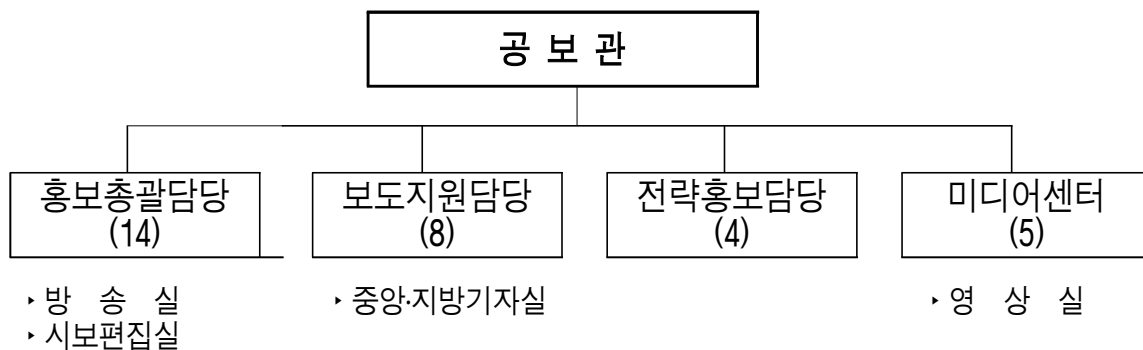 공 보 관
홍보총괄담당
(14)
보도지원담당
(8)
전략홍보담당
(4)
미디어센터
(5)
‣ 방 송 실
‣ 시보편집실
‣ 중앙·지방기자실
‣ 영 상 실